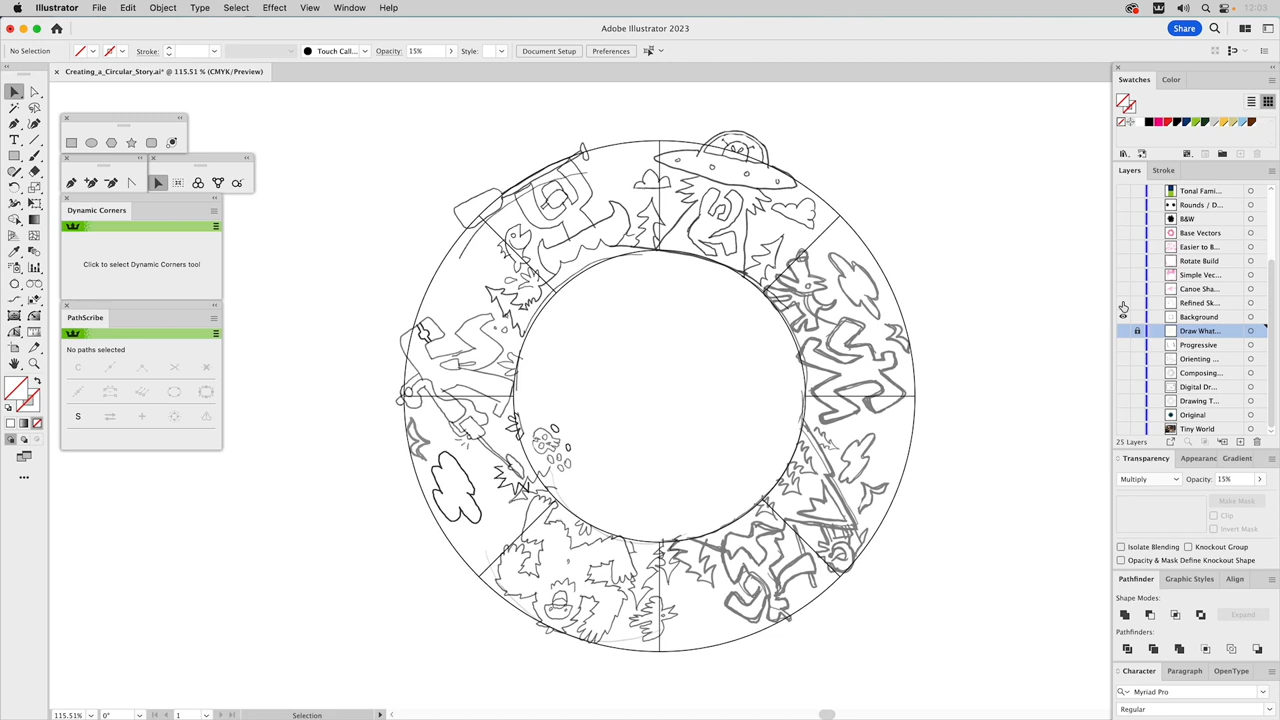 Illustrator File Edit Object Type Select Effect View Window Help 12:03
Adobe Illustrator 2023
Share
No Selection Stroke: Touch Call... Opacity: 15% Style: Document Setup Preferences
Creating_a_Circular_Story.ai* @ 115.51 % (CMYK/Preview)
Swatches Color
Layers Stroke
Tonal Fami...
Rounds / D...
B&W
Base Vectors
Easier to B...
Rotate Build
Simple Vec...
Canoe Sha...
Refined Sk...
Background
Draw What...
Progressive
Orienting ...
Composing...
Digital Dr...
Drawing T...
Original
Tiny World
25 Layers
Dynamic Corners
Click to select Dynamic Corners tool
PathScribe
No paths selected
C
S
Transparency Appearanc Gradient
Multiply Opacity: 15%
Make Mask
Clip
Invert Mask
Isolate Blending Knockout Group
Opacity & Mask Define Knockout Shape
Pathfinder Graphic Styles Align
Shape Modes:
Expand
Pathfinders:
Character Paragraph OpenType
Myriad Pro
Regular
115.51% 0° 1 Selection